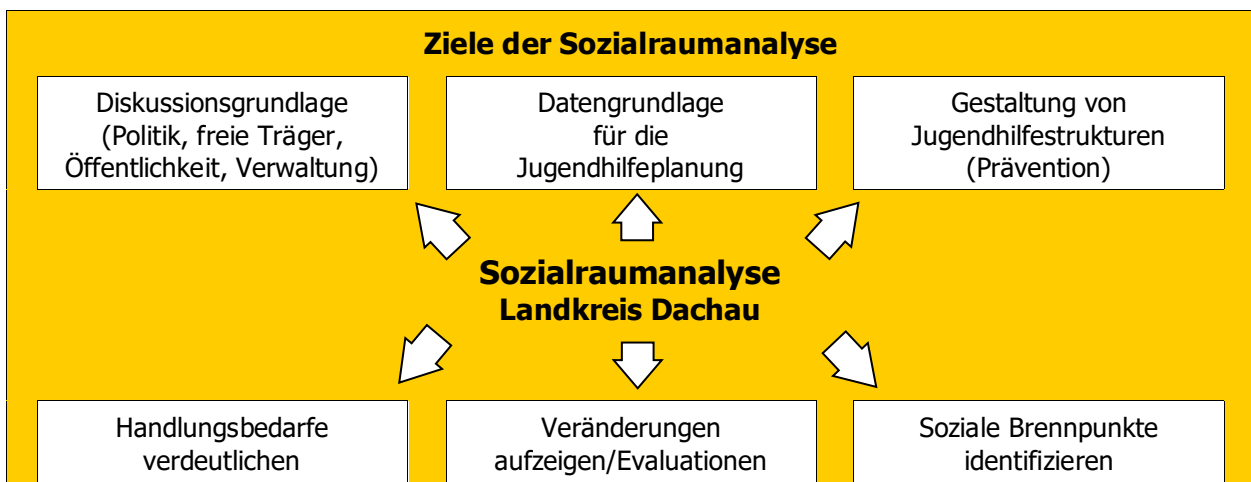 Ziele der Sozialraumanalyse
Diskussionsgrundlage
(Politik, freie Träger,
Öffentlichkeit, Verwaltung)
Datengrundlage
für die
Jugendhilfeplanung
Gestaltung von
Jugendhilfestrukturen
(Prävention)
Sozialraumanalyse
Landkreis Dachau
Handlungsbedarfe
verdeutlichen
Veränderungen
aufzeigen/Evaluationen
Soziale Brennpunkte
identifizieren